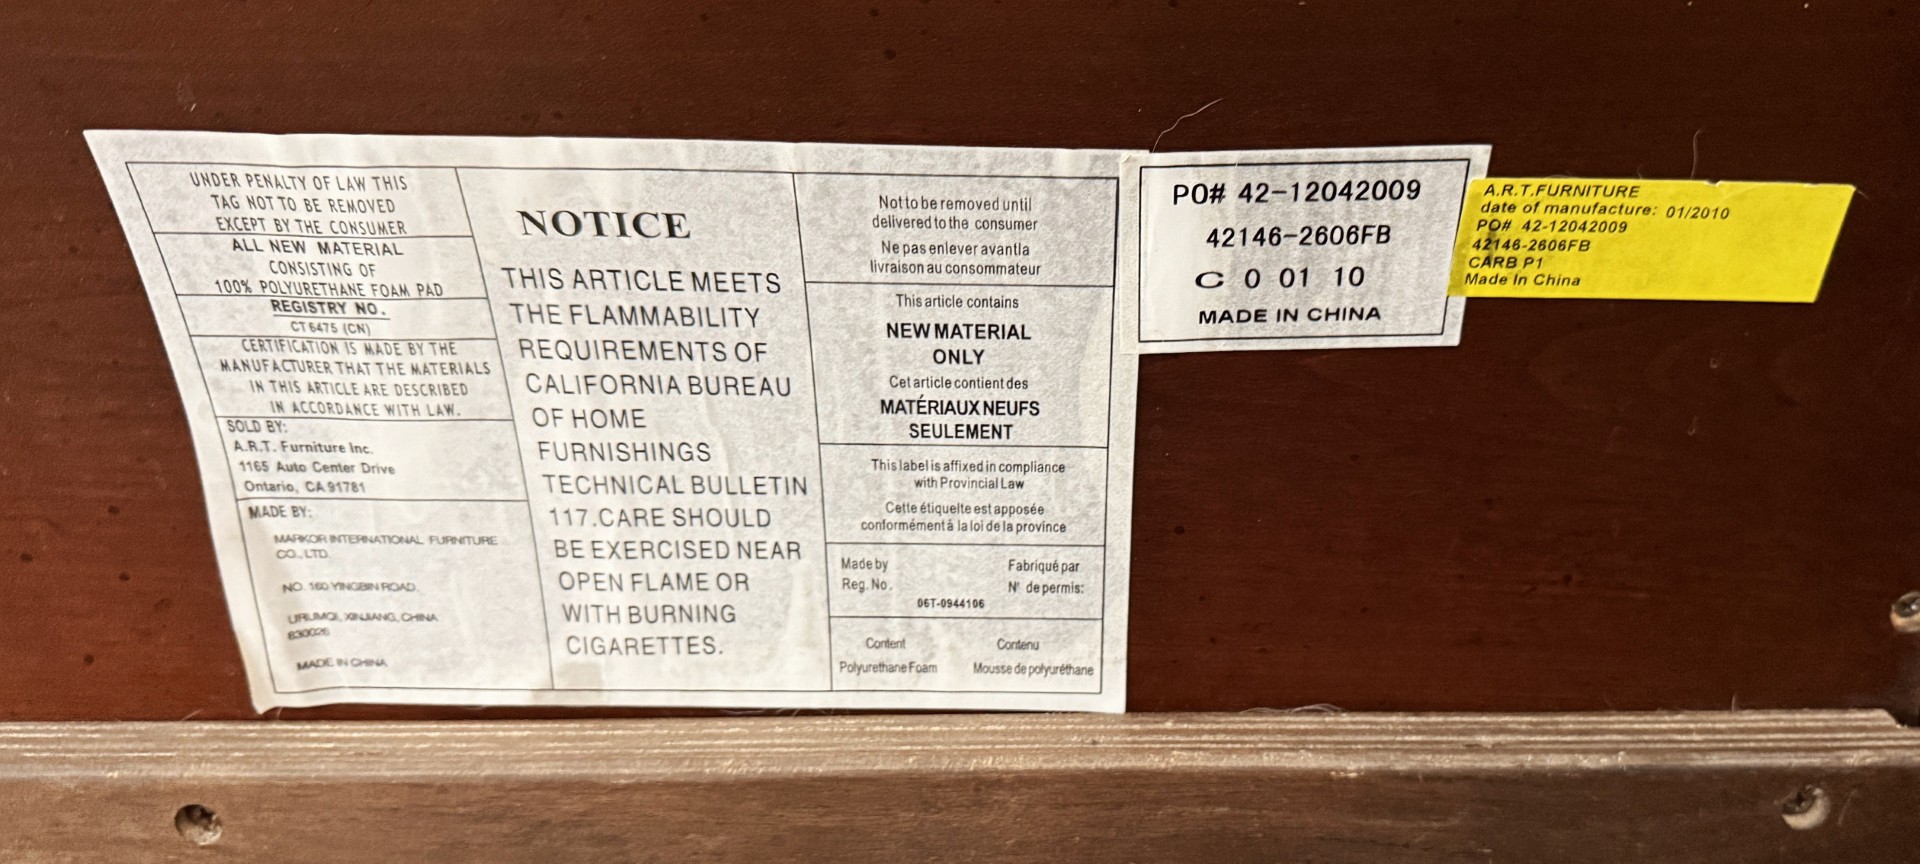 UNDER PENALTY OF LAW THIS
TAG NOT TO BE REMOVED
EXCEPT BY THE CONSUMER
ALL NEW MATERIAL
CONSISTING OF
100% POLYURETHANE FOAM PAD
REGISTRY NO.
CT 6475 (CN)
CERTIFICATION IS MADE BY THE
MANUFACTURER THAT THE MATERIALS
IN THIS ARTICLE ARE DESCRIBED
IN ACCORDANCE WITH LAW.
SOLD BY:
A.R.T. Furniture Inc.
1165 Auto Center Drive
Ontario, CA 91781
MADE BY:
MARKOR INTERNATIONAL FURNITURE
CO., LTD.
NO. 160 YINGBIN ROAD.
URUMQI, XINJIANG, CHINA
830026
MADE IN CHINA
NOTICE
THIS ARTICLE MEETS
THE FLAMMABILITY
REQUIREMENTS OF
CALIFORNIA BUREAU
OF HOME
FURNISHINGS
TECHNICAL BULLETIN
117.CARE SHOULD
BE EXERCISED NEAR
OPEN FLAME OR
WITH BURNING
CIGARETTES.
Not to be removed until
delivered to the consumer
Ne pas enlever avant la
livraison au consommateur
This article contains
NEW MATERIAL
ONLY
Cet article contient des
MATÉRIAUX NEUFS
SEULEMENT
This label is affixed in compliance
with Provincial Law
Cette étiquelte est apposée
conformément à la loi de la province
Made by Fabriqué par
Reg. No. N° de permis:
06T-0944106
Content Contenu
Polyurethane Foam Mousse de polyuréthane
PO# 42-12042009
42146-2606FB
C 0 01 10
MADE IN CHINA
A.R.T.FURNITURE
date of manufacture: 01/2010
PO# 42-12042009
42146-2606FB
CARB P1
Made In China